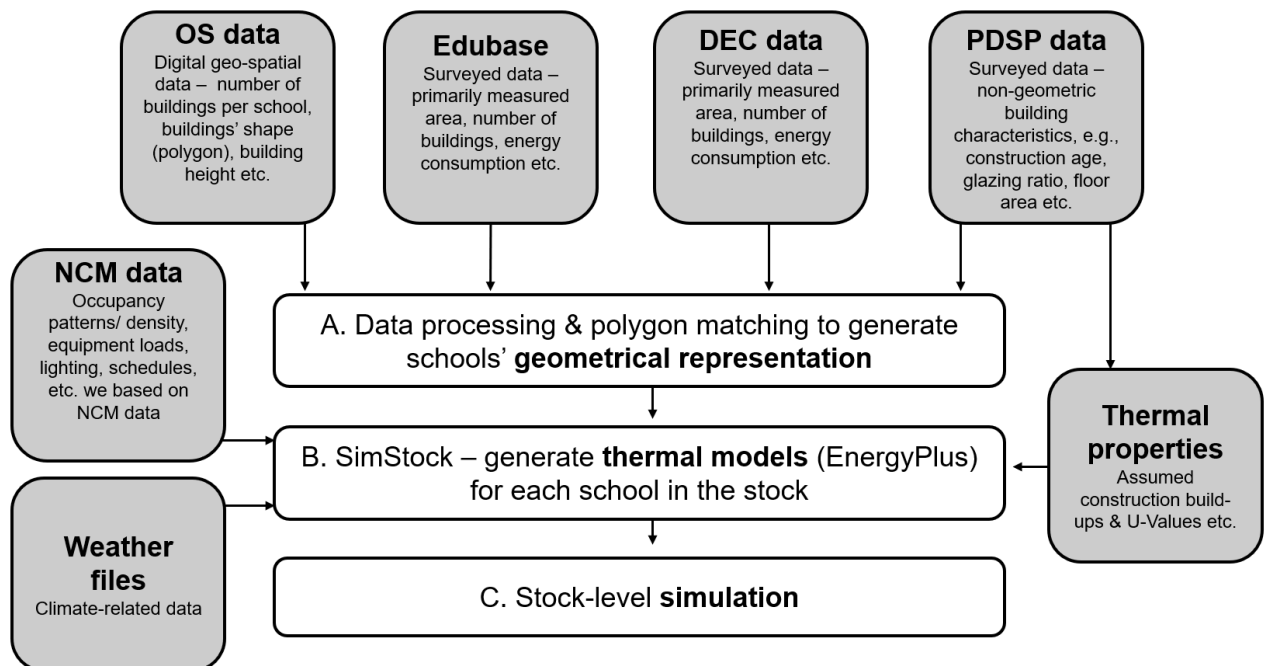 OS data
Digital geo-spatial
data –  number of
buildings per school,
buildings’ shape
(polygon), building
height etc.
Edubase
Surveyed data –
primarily measured
area, number of
buildings, energy
consumption etc.
DEC data
Surveyed data –
primarily measured
area, number of
buildings, energy
consumption etc.
PDSP data
Surveyed data –
non-geometric
building
characteristics, e.g.,
construction age,
glazing ratio, floor
area etc.
NCM data
Occupancy
patterns/ density,
equipment loads,
lighting, schedules,
etc. we based on
NCM data
A. Data processing & polygon matching to generate
schools’ geometrical representation
Thermal
properties
Assumed
construction build-
ups & U-Values etc.
B. SimStock – generate thermal models (EnergyPlus)
for each school in the stock
Weather
files
Climate-related data
C. Stock-level simulation